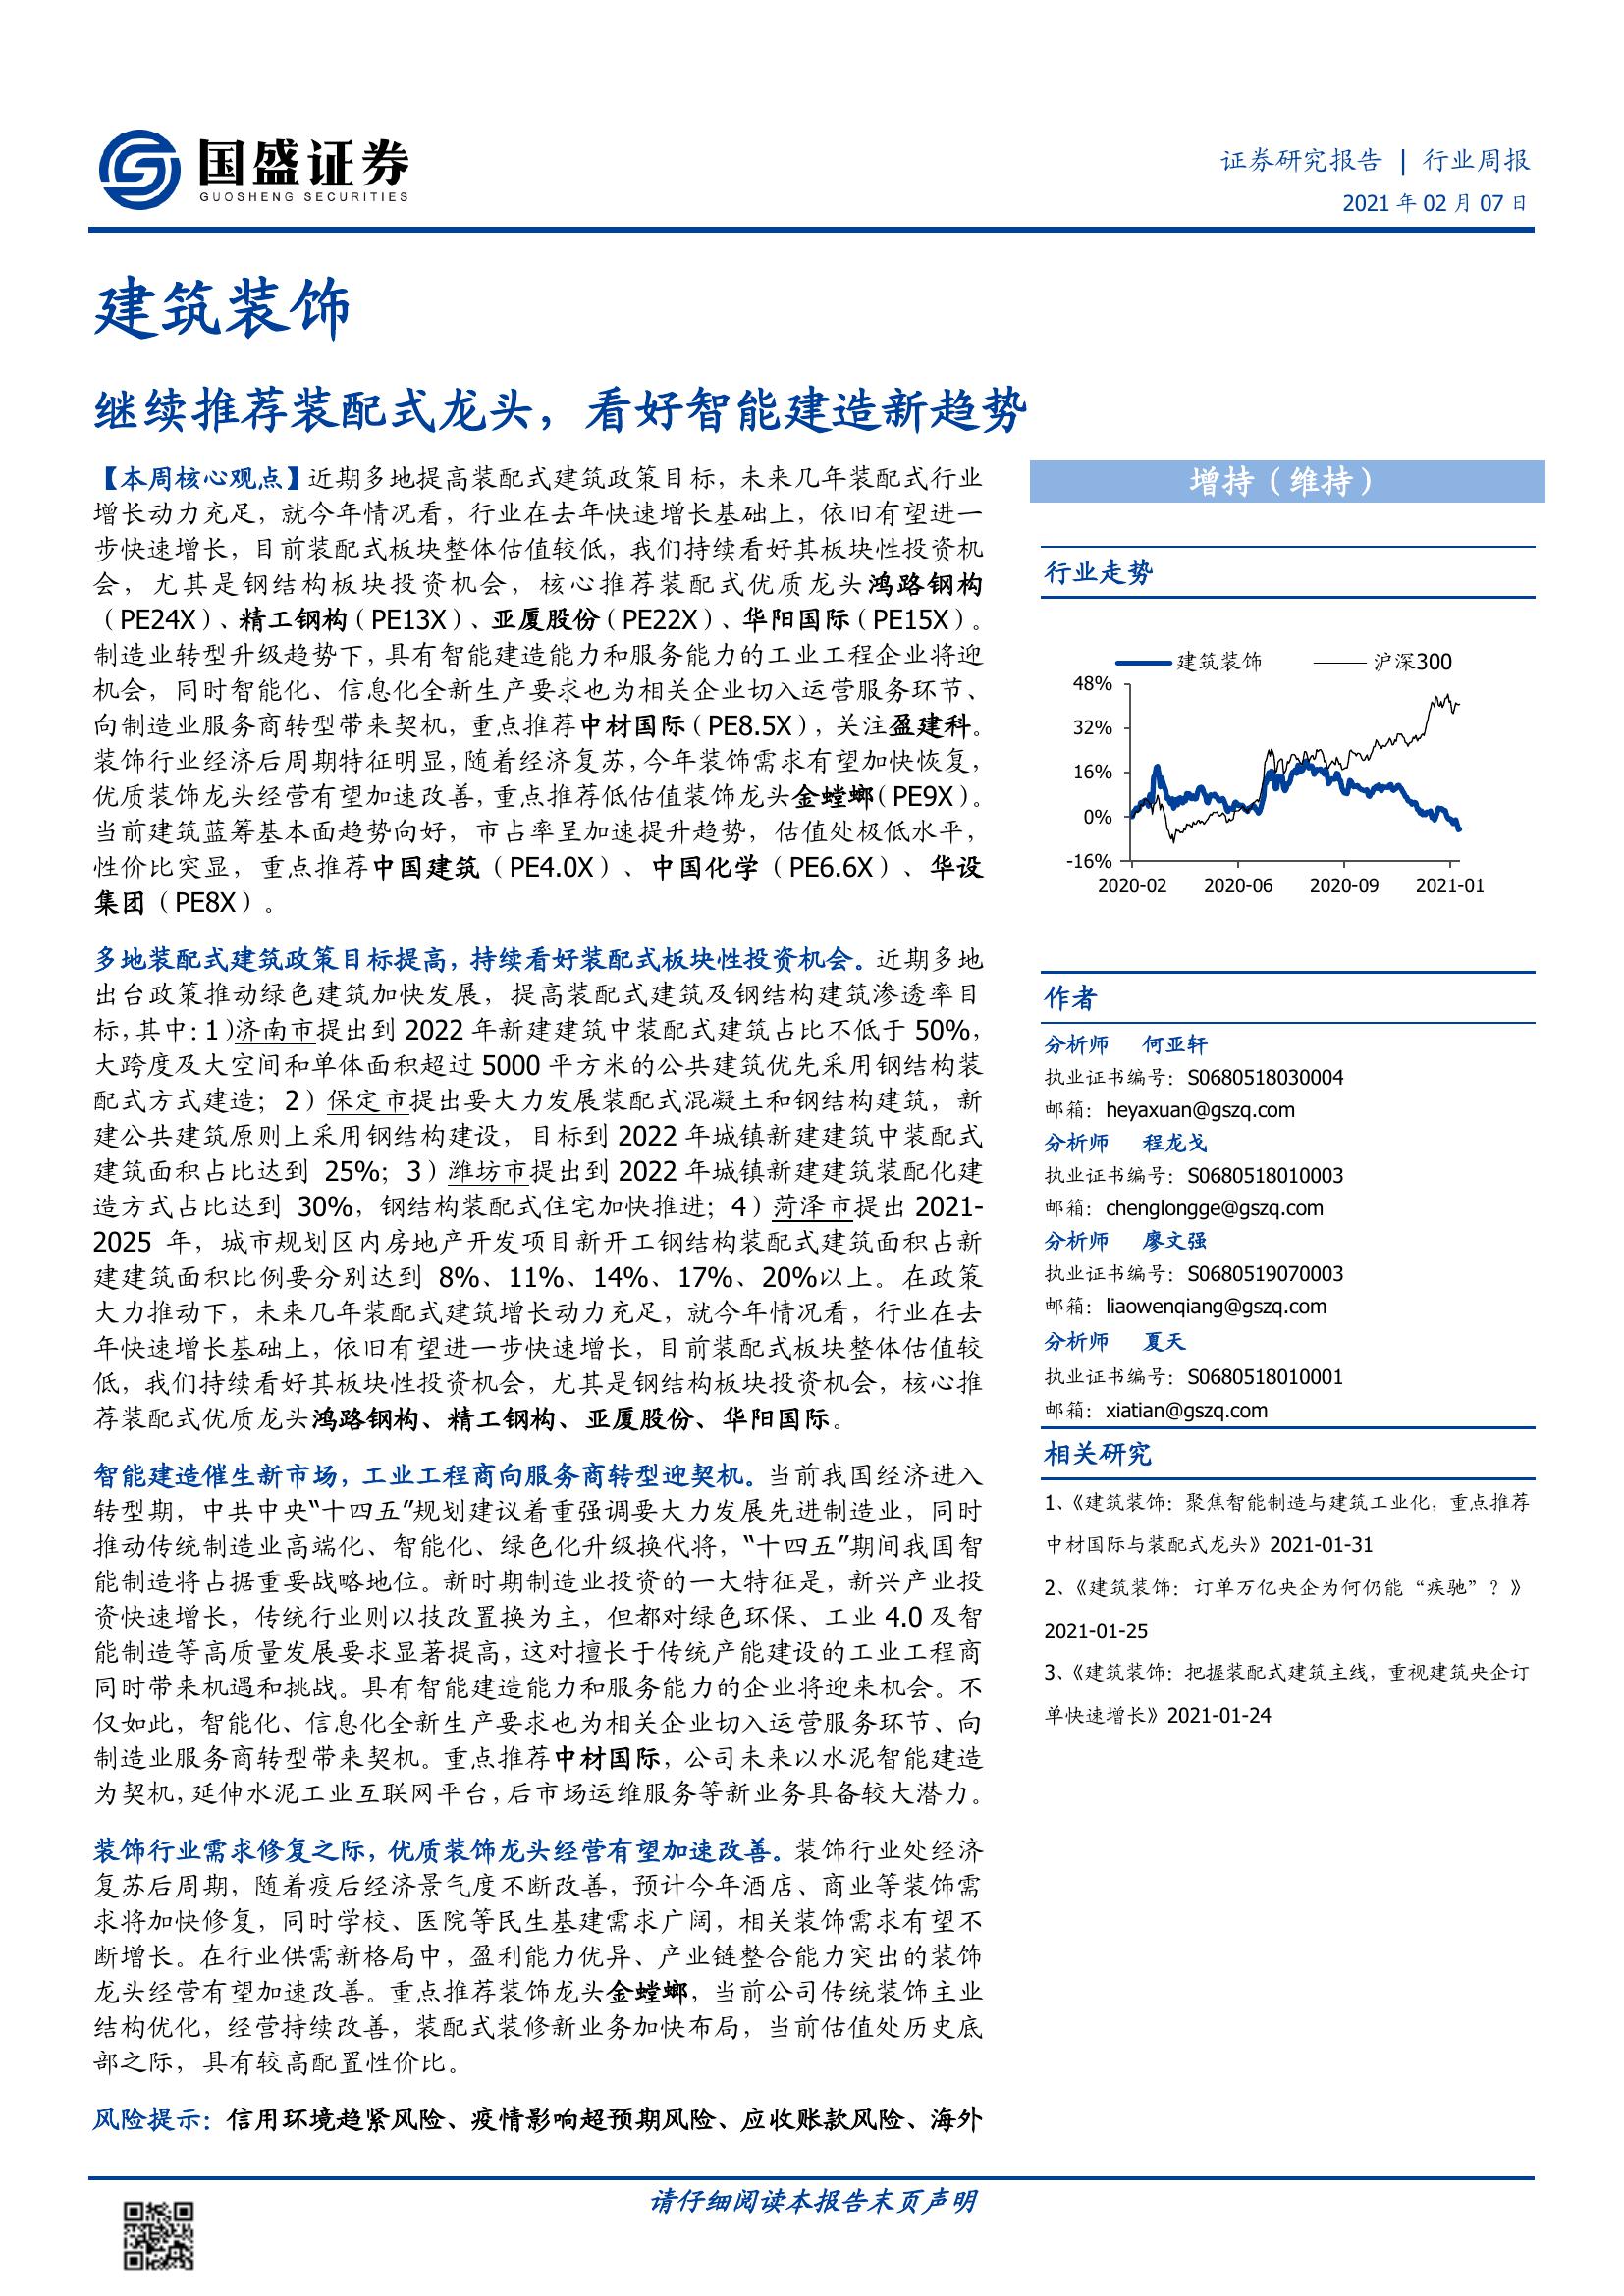 国盛证券
GUOSHENG SECURITIES
证券研究报告 | 行业周报
2021 年 02 月 07 日
建筑装饰
继续推荐装配式龙头，看好智能建造新趋势
【本周核心观点】近期多地提高装配式建筑政策目标，未来几年装配式行业
增长动力充足，就今年情况看，行业在去年快速增长基础上，依旧有望进一
步快速增长，目前装配式板块整体估值较低，我们持续看好其板块性投资机
会，尤其是钢结构板块投资机会，核心推荐装配式优质龙头鸿路钢构
（PE24X）、精工钢构（PE13X）、亚厦股份（PE22X）、华阳国际（PE15X）。
制造业转型升级趋势下，具有智能建造能力和服务能力的工业工程企业将迎
机会，同时智能化、信息化全新生产要求也为相关企业切入运营服务环节、
向制造业服务商转型带来契机，重点推荐中材国际（PE8.5X），关注盈建科。
装饰行业经济后周期特征明显，随着经济复苏，今年装饰需求有望加快恢复，
优质装饰龙头经营有望加速改善，重点推荐低估值装饰龙头金螳螂（PE9X）。
当前建筑蓝筹基本面趋势向好，市占率呈加速提升趋势，估值处极低水平，
性价比突显，重点推荐中国建筑（PE4.0X）、中国化学（PE6.6X）、华设
集团（PE8X）。
多地装配式建筑政策目标提高，持续看好装配式板块性投资机会。近期多地
出台政策推动绿色建筑加快发展，提高装配式建筑及钢结构建筑渗透率目
标，其中：1）济南市提出到 2022 年新建建筑中装配式建筑占比不低于 50%，
大跨度及大空间和单体面积超过 5000 平方米的公共建筑优先采用钢结构装
配式方式建造；2）保定市提出要大力发展装配式混凝土和钢结构建筑，新
建公共建筑原则上采用钢结构建设，目标到 2022 年城镇新建建筑中装配式
建筑面积占比达到 25%；3）潍坊市提出到 2022 年城镇新建建筑装配化建
造方式占比达到 30%，钢结构装配式住宅加快推进；4）菏泽市提出 2021-
2025 年，城市规划区内房地产开发项目新开工钢结构装配式建筑面积占新
建建筑面积比例要分别达到 8%、11%、14%、17%、20%以上。在政策
大力推动下，未来几年装配式建筑增长动力充足，就今年情况看，行业在去
年快速增长基础上，依旧有望进一步快速增长，目前装配式板块整体估值较
低，我们持续看好其板块性投资机会，尤其是钢结构板块投资机会，核心推
荐装配式优质龙头鸿路钢构、精工钢构、亚厦股份、华阳国际。
智能建造催生新市场，工业工程商向服务商转型迎契机。当前我国经济进入
转型期，中共中央“十四五”规划建议着重强调要大力发展先进制造业，同时
推动传统制造业高端化、智能化、绿色化升级换代将，“十四五”期间我国智
能制造将占据重要战略地位。新时期制造业投资的一大特征是，新兴产业投
资快速增长，传统行业则以技改置换为主，但都对绿色环保、工业 4.0 及智
能制造等高质量发展要求显著提高，这对擅长于传统产能建设的工业工程商
同时带来机遇和挑战。具有智能建造能力和服务能力的企业将迎来机会。不
仅如此，智能化、信息化全新生产要求也为相关企业切入运营服务环节、向
制造业服务商转型带来契机。重点推荐中材国际，公司未来以水泥智能建造
为契机，延伸水泥工业互联网平台，后市场运维服务等新业务具备较大潜力。
装饰行业需求修复之际，优质装饰龙头经营有望加速改善。装饰行业处经济
复苏后周期，随着疫后经济景气度不断改善，预计今年酒店、商业等装饰需
求将加快修复，同时学校、医院等民生基建需求广阔，相关装饰需求有望不
断增长。在行业供需新格局中，盈利能力优异、产业链整合能力突出的装饰
龙头经营有望加速改善。重点推荐装饰龙头金螳螂，当前公司传统装饰主业
结构优化，经营持续改善，装配式装修新业务加快布局，当前估值处历史底
部之际，具有较高配置性价比。
风险提示：信用环境趋紧风险、疫情影响超预期风险、应收账款风险、海外
增持（维持）
行业走势
建筑装饰 沪深300
48%
32%
16%
0%
-16%
2020-02 2020-06 2020-09 2021-01
作者
分析师 何亚轩
执业证书编号：S0680518030004
邮箱：heyaxuan@gszq.com
分析师 程龙戈
执业证书编号：S0680518010003
邮箱：chenglongge@gszq.com
分析师 廖文强
执业证书编号：S0680519070003
邮箱：liaowenqiang@gszq.com
分析师 夏天
执业证书编号：S0680518010001
邮箱：xiatian@gszq.com
相关研究
1、《建筑装饰：聚焦智能制造与建筑工业化，重点推荐
中材国际与装配式龙头》2021-01-31
2、《建筑装饰：订单万亿央企为何仍能“疾驰”？》
2021-01-25
3、《建筑装饰：把握装配式建筑主线，重视建筑央企订
单快速增长》2021-01-24
请仔细阅读本报告末页声明